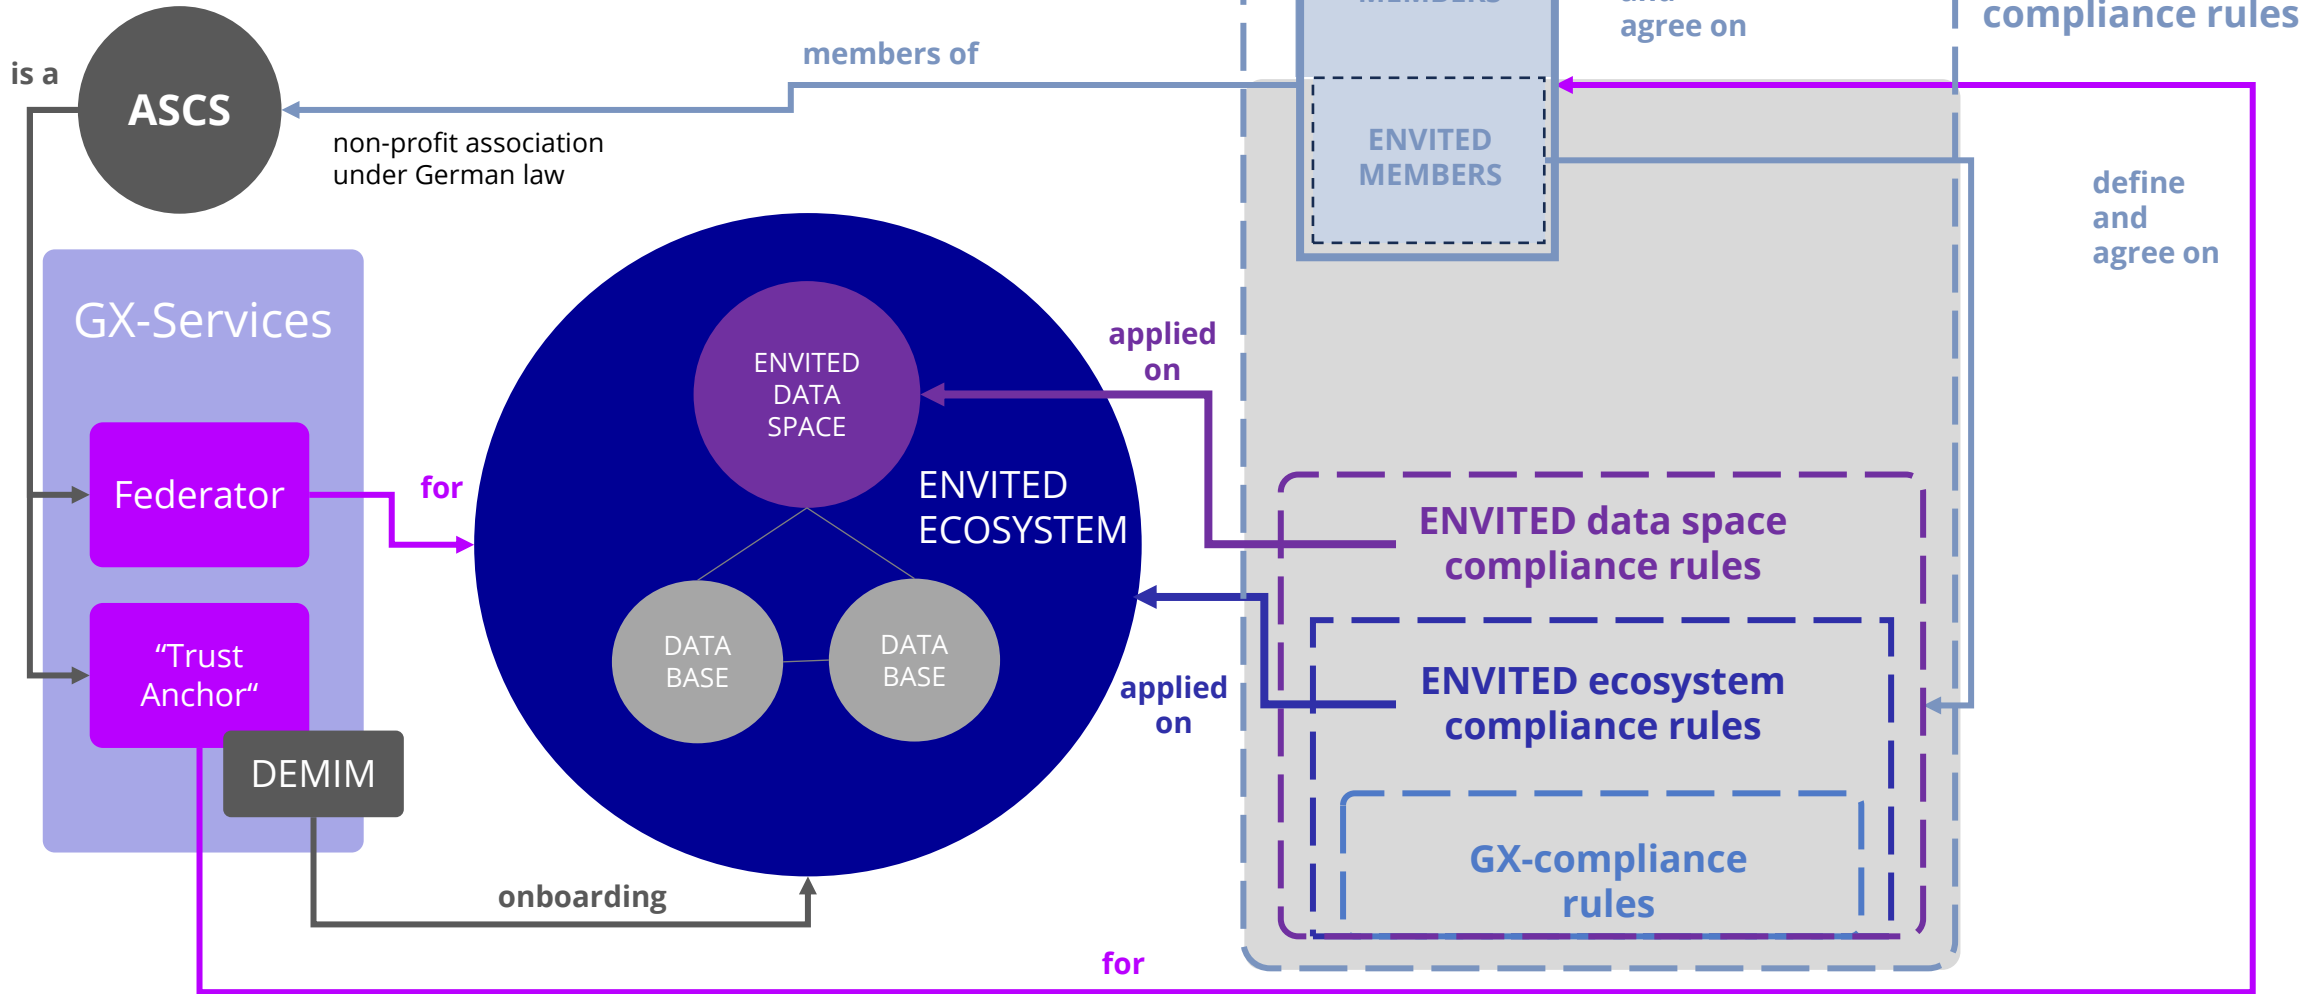 MEMBERS
and
agree on
compliance rules
members of
is a
ASCS
non-profit association
under German law
ENVITED
MEMBERS
define
and
agree on
GX-Services
ENVITED
DATA
SPACE
applied
on
Federator
for
ENVITED
ECOSYSTEM
ENVITED data space
compliance rules
“Trust
Anchor“
DATA
BASE
DATA
BASE
applied
on
ENVITED ecosystem
compliance rules
DEMIM
GX-compliance
rules
onboarding
for